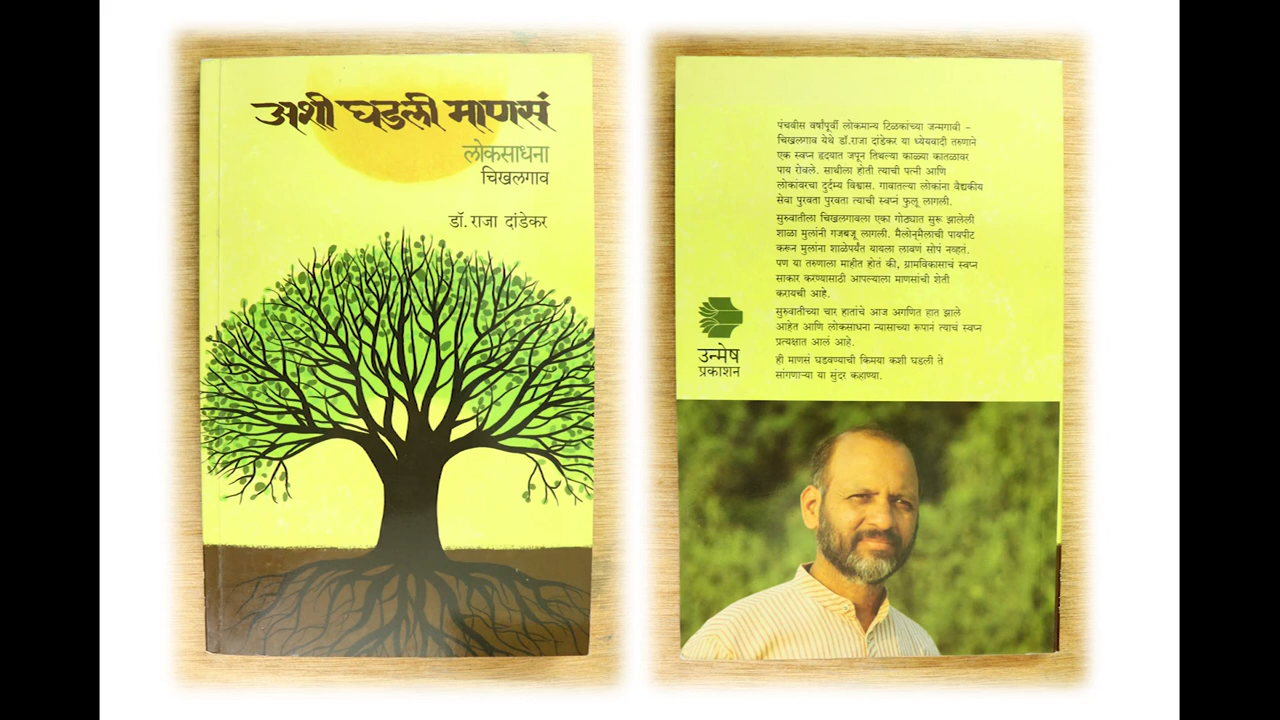 अशी घडली माणसं
लोकसाधना
चिखलगाव
डॉ. राजा दांडेकर
पंचवीस वर्षांपूर्वी लोकमान्य टिळकांच्या जन्मगावी –
चिखलगाव येथे डॉ.राजा दांडेकर या ध्येयवादी तरुणाने
एक स्वप्न हृदयात जपून तिथल्या काळ्या कातळावर
पाय रोवले. साथीला होती त्याची पत्नी आणि
लोकांवरचा दुर्दम्य विश्वास. गावातल्या लोकांना वैद्यकीय
सेवा पुरवता पुरवता त्याची स्वप्नं फुलू लागली.
सुरुवातीला चिखलगावला एका गोठ्यात सुरू झालेली
शाळा मुलांनी गजबजू लागली. मैलोन्‌मैलाची पायपीट
करून मुलांना शाळेपर्यंत यायला लावणं सोपं नव्हतं.
पण या तरुणाला माहीत होतं की, ग्रामविकासाचं स्वप्न
साकार करण्यासाठी आपल्याला माणसांची शेती
करायची आहे.
सुरुवातीच्या चार हातांचे आज अगणित हात झाले
आहेत आणि लोकसाधना न्यासाच्या रूपानं त्याचं स्वप्न
प्रत्यक्षात आलं आहे.
ही माणसं घडवण्याची किमया कशी घडली ते
सांगणाऱ्या या सुंदर कहाण्या.
उन्मेष
प्रकाशन